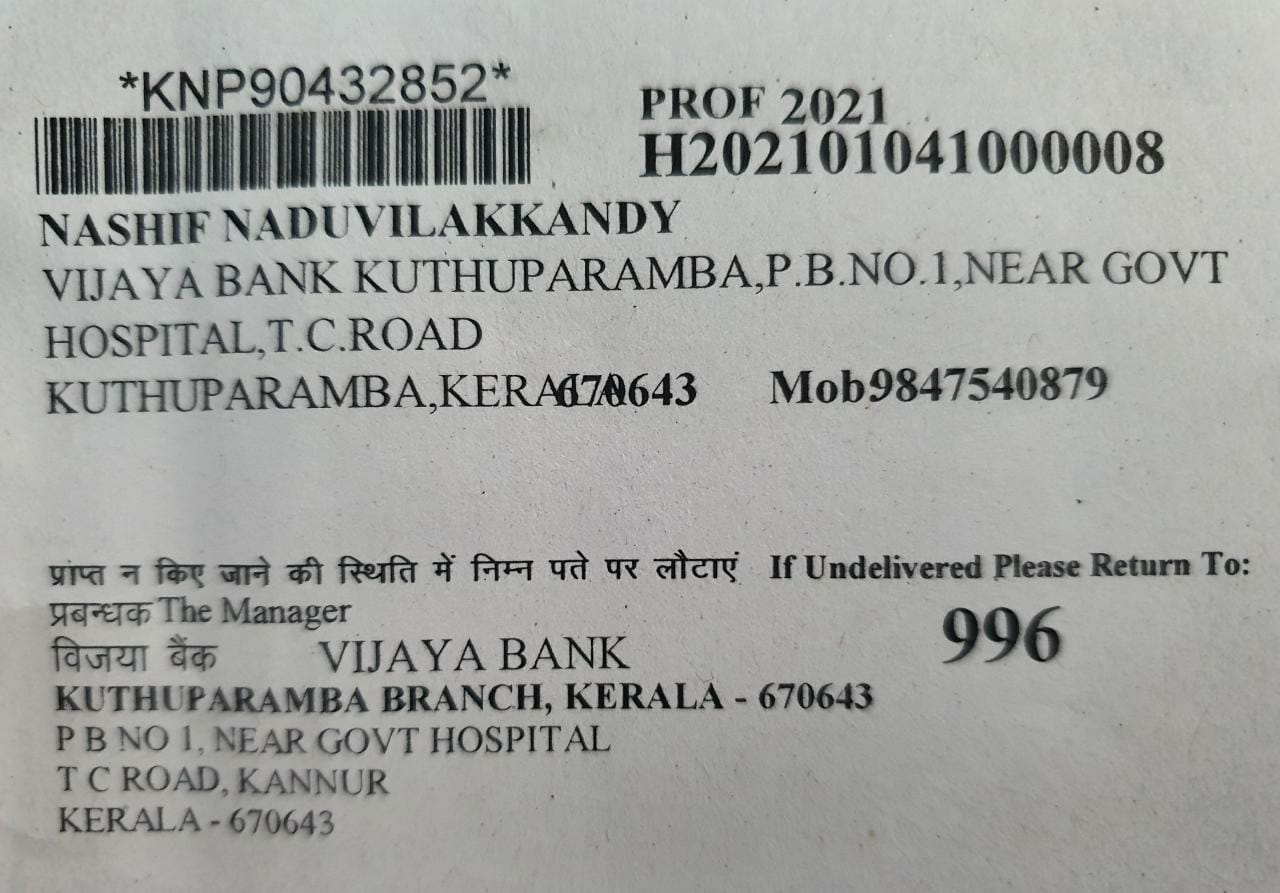 *KNP90432852*
PROF 2021
H202101041000008
NASHIF NADUVILAKKANDY
VIJAYA BANK KUTHUPARAMBA,P.B.NO.1,NEAR GOVT
HOSPITAL,T.C.ROAD
KUTHUPARAMBA,KERALA 670643 Mob9847540879
प्राप्त न किए जाने की स्थिति में निम्न पते पर लौटाएं If Undelivered Please Return To:
प्रबन्धक The Manager
996
विजया बैंक VIJAYA BANK
KUTHUPARAMBA BRANCH, KERALA - 670643
P B NO 1, NEAR GOVT HOSPITAL
T C ROAD, KANNUR
KERALA - 670643